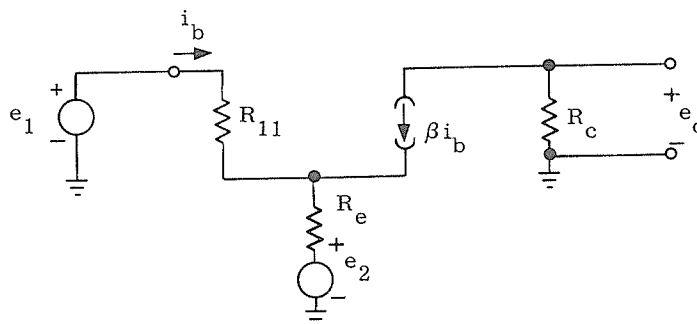 i_b
+
e_1
−
R_11
βi_b
R_c
+
e_o
−
R_e
+
e_2
−